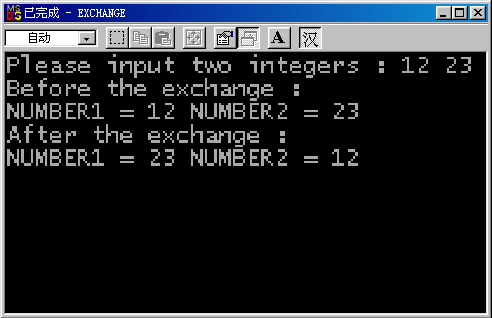 已完成 - EXCHANGE
自动 A 汉
Please input two integers : 12 23
Before the exchange :
NUMBER1 = 12 NUMBER2 = 23
After the exchange :
NUMBER1 = 23 NUMBER2 = 12